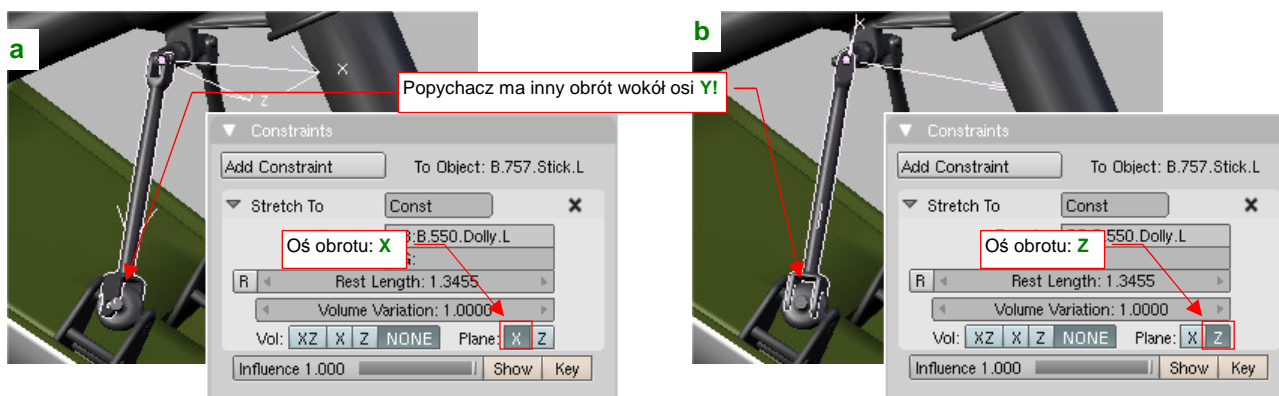 a
X
Z
Popychacz ma inny obrót wokół osi Y!
Constraints
Add Constraint To Object: B.757.Stick.L
Stretch To Const
B.550.Dolly.L
Oś obrotu: X
R Rest Length: 1.3455
Volume Variation: 1.0000
Vol: XZ X Z NONE Plane: X Z
Influence 1.000 Show Key
b
X
Constraints
Add Constraint To Object: B.757.Stick.L
Stretch To Const
550.Dolly.L
Oś obrotu: Z
R Rest Length: 1.3455
Volume Variation: 1.0000
Vol: XZ X Z NONE Plane: X Z
Influence 1.000 Show Key